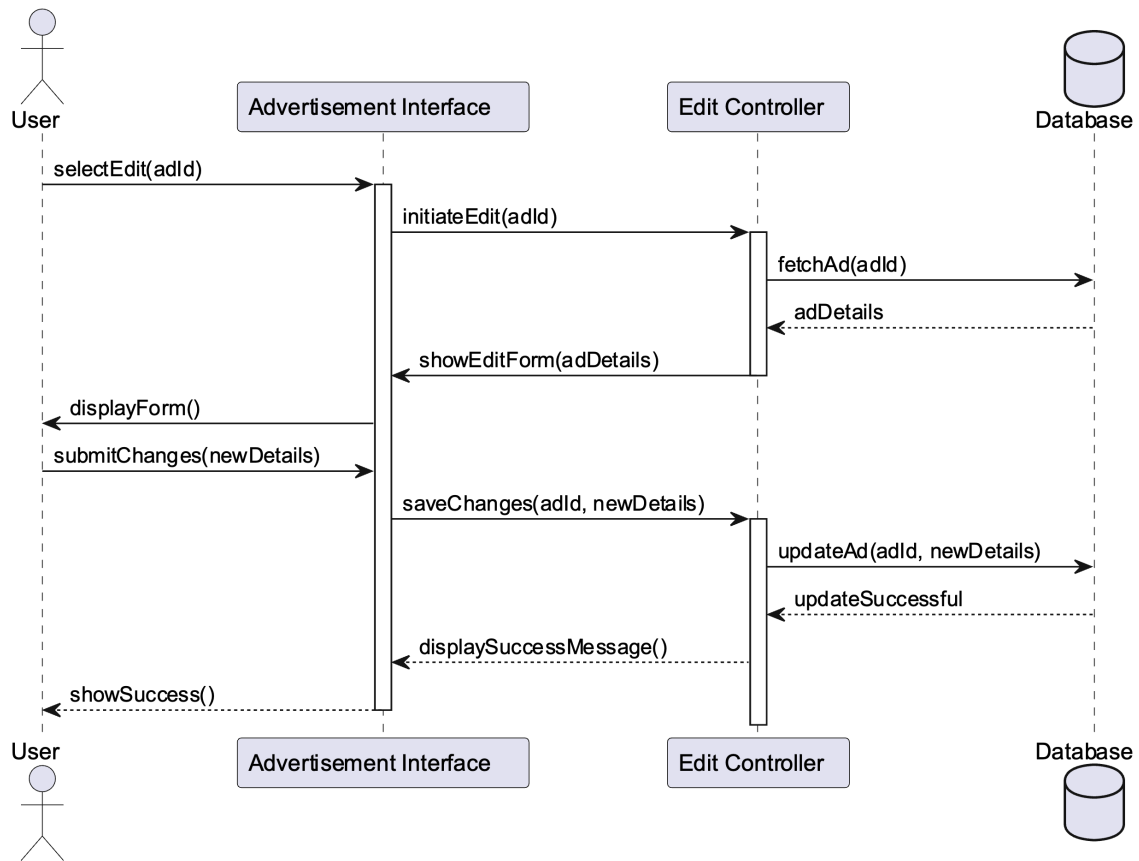 User
Advertisement Interface
Edit Controller
Database
selectEdit(adId)
initiateEdit(adId)
fetchAd(adId)
adDetails
showEditForm(adDetails)
displayForm()
submitChanges(newDetails)
saveChanges(adId, newDetails)
updateAd(adId, newDetails)
updateSuccessful
displaySuccessMessage()
showSuccess()
User
Advertisement Interface
Edit Controller
Database